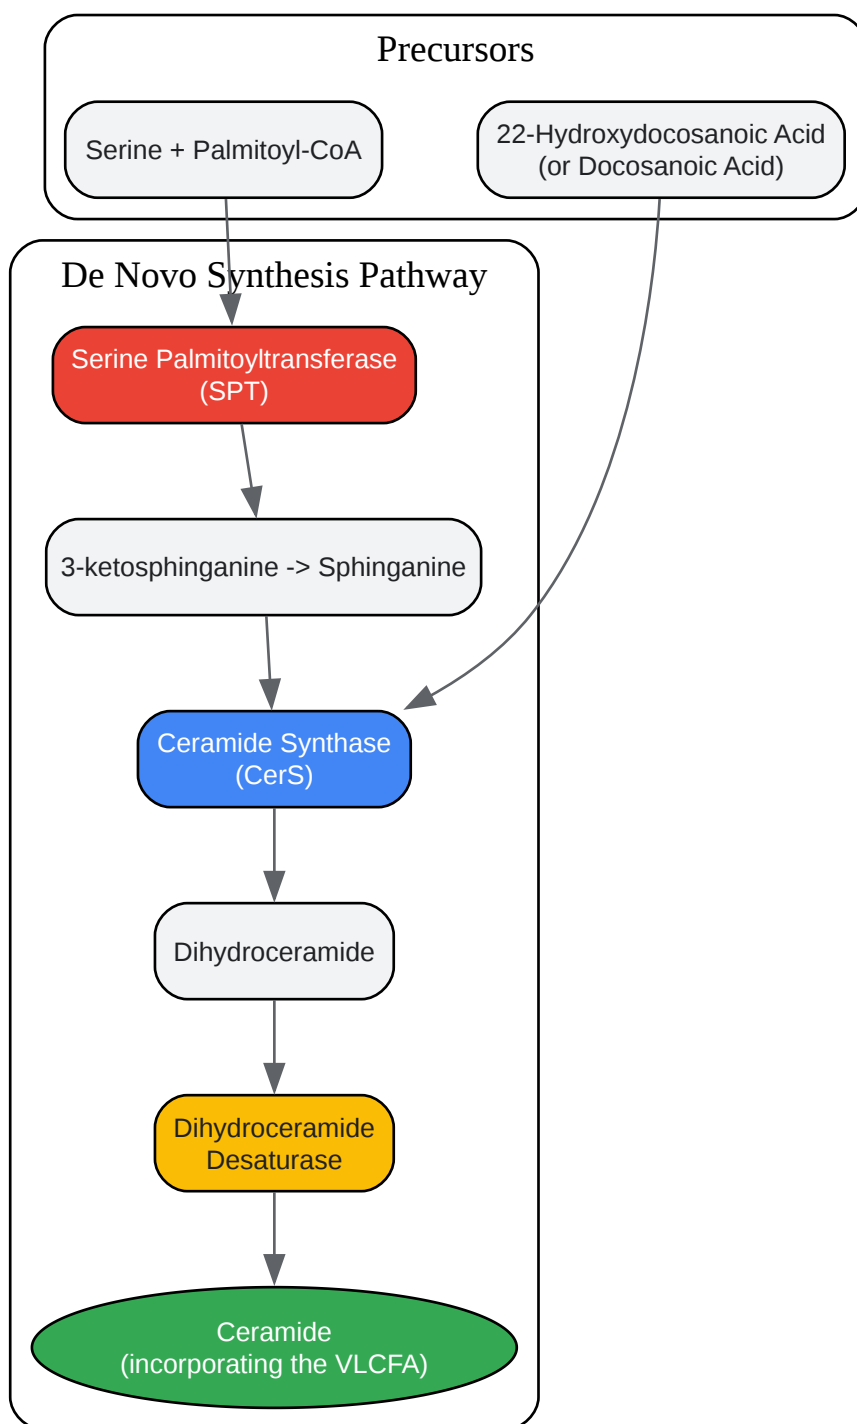 Precursors
Serine + Palmitoyl-CoA
22-Hydroxydocosanoic Acid
(or Docosanoic Acid)
De Novo Synthesis Pathway
Serine Palmitoyltransferase
(SPT)
3-ketosphinganine -> Sphinganine
Ceramide Synthase
(CerS)
Dihydroceramide
Dihydroceramide
Desaturase
Ceramide
(incorporating the VLCFA)